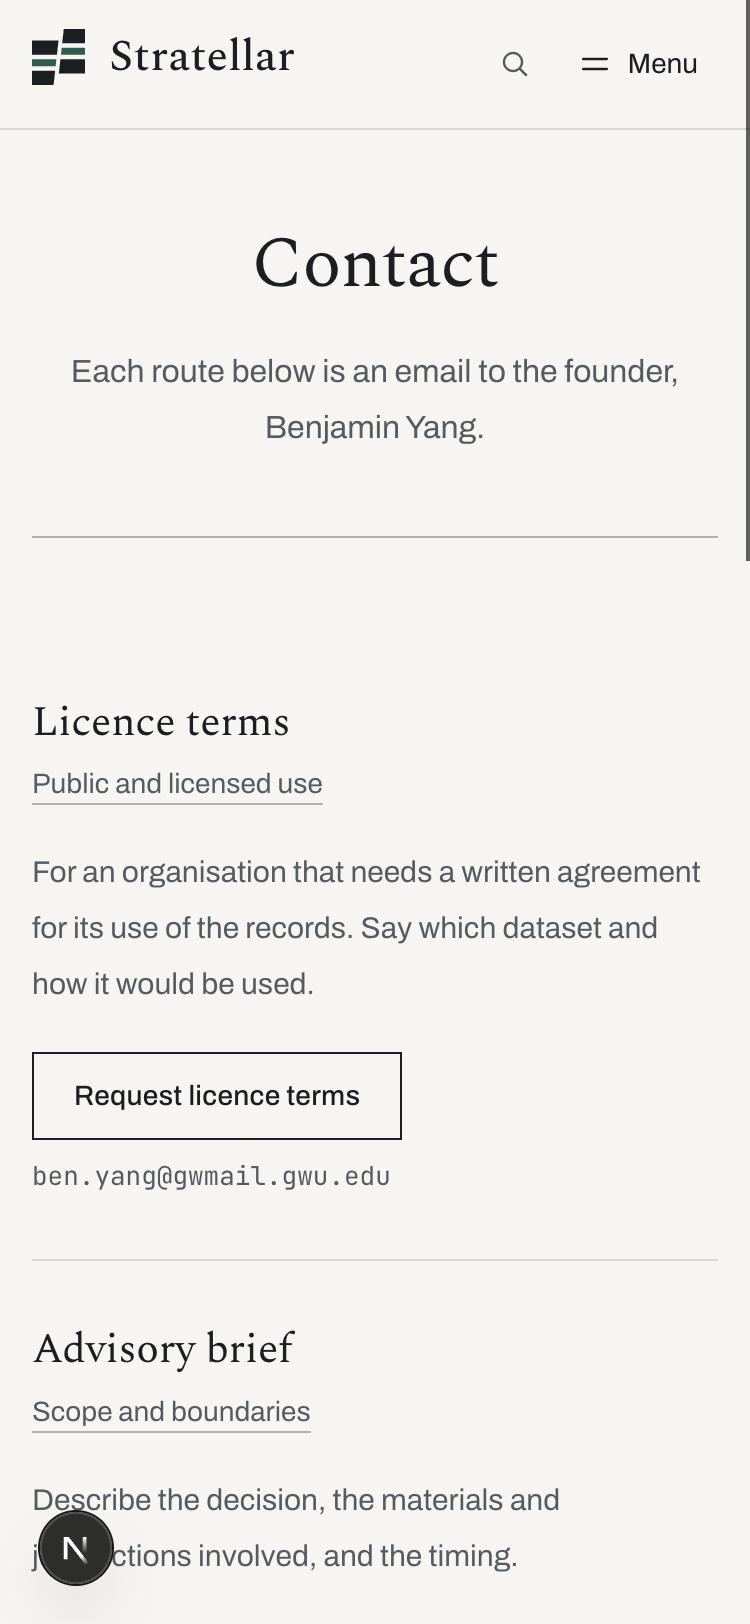 Stratellar
Menu
Contact
Each route below is an email to the founder,
Benjamin Yang.
Licence terms
Public and licensed use
For an organisation that needs a written agreement
for its use of the records. Say which dataset and
how it would be used.
Request licence terms
ben.yang@gwmail.gwu.edu
Advisory brief
Scope and boundaries
Describe the decision, the materials and
involved, and the timing.
N